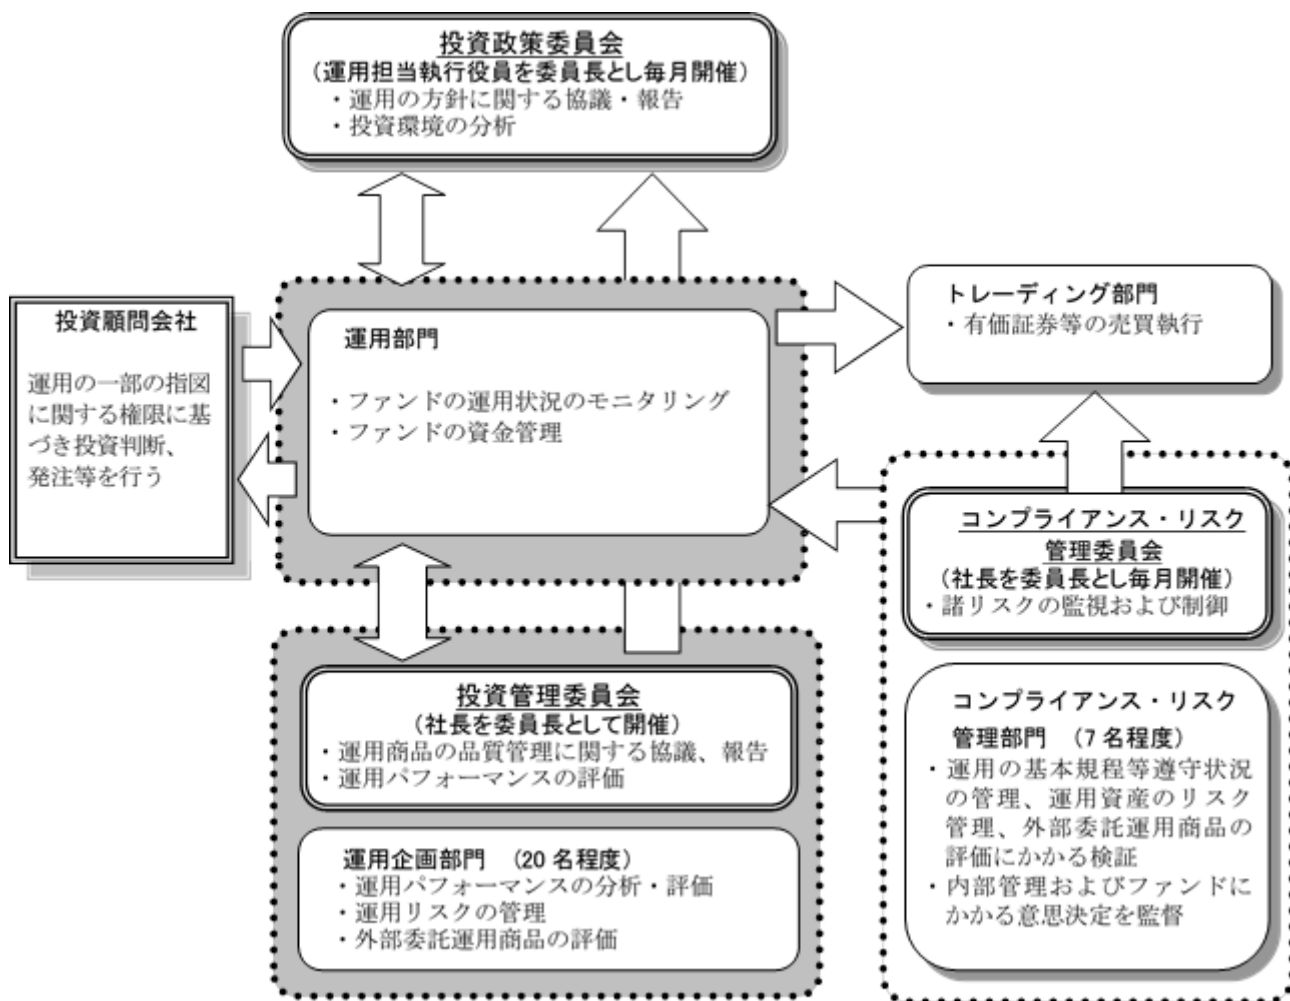 投資政策委員会
（運用担当執行役員を委員長とし毎月開催）
・運用の方針に関する協議・報告
・投資環境の分析
投資顧問会社
運用の一部の指図
に関する権限に基
づき投資判断、
発注等を行う
運用部門
・ファンドの運用状況のモニタリング
・ファンドの資金管理
トレーディング部門
・有価証券等の売買執行
コンプライアンス・リスク
管理委員会
（社長を委員長とし毎月開催）
・諸リスクの監視および制御
投資管理委員会
（社長を委員長として開催）
・運用商品の品質管理に関する協議、報告
・運用パフォーマンスの評価
運用企画部門　（20 名程度）
・運用パフォーマンスの分析・評価
・運用リスクの管理
・外部委託運用商品の評価
コンプライアンス・リスク
管理部門　（7 名程度）
・運用の基本規程等遵守状況
の管理、運用資産のリスク
管理、外部委託運用商品の
評価にかかる検証
・内部管理およびファンドに
かかる意思決定を監督